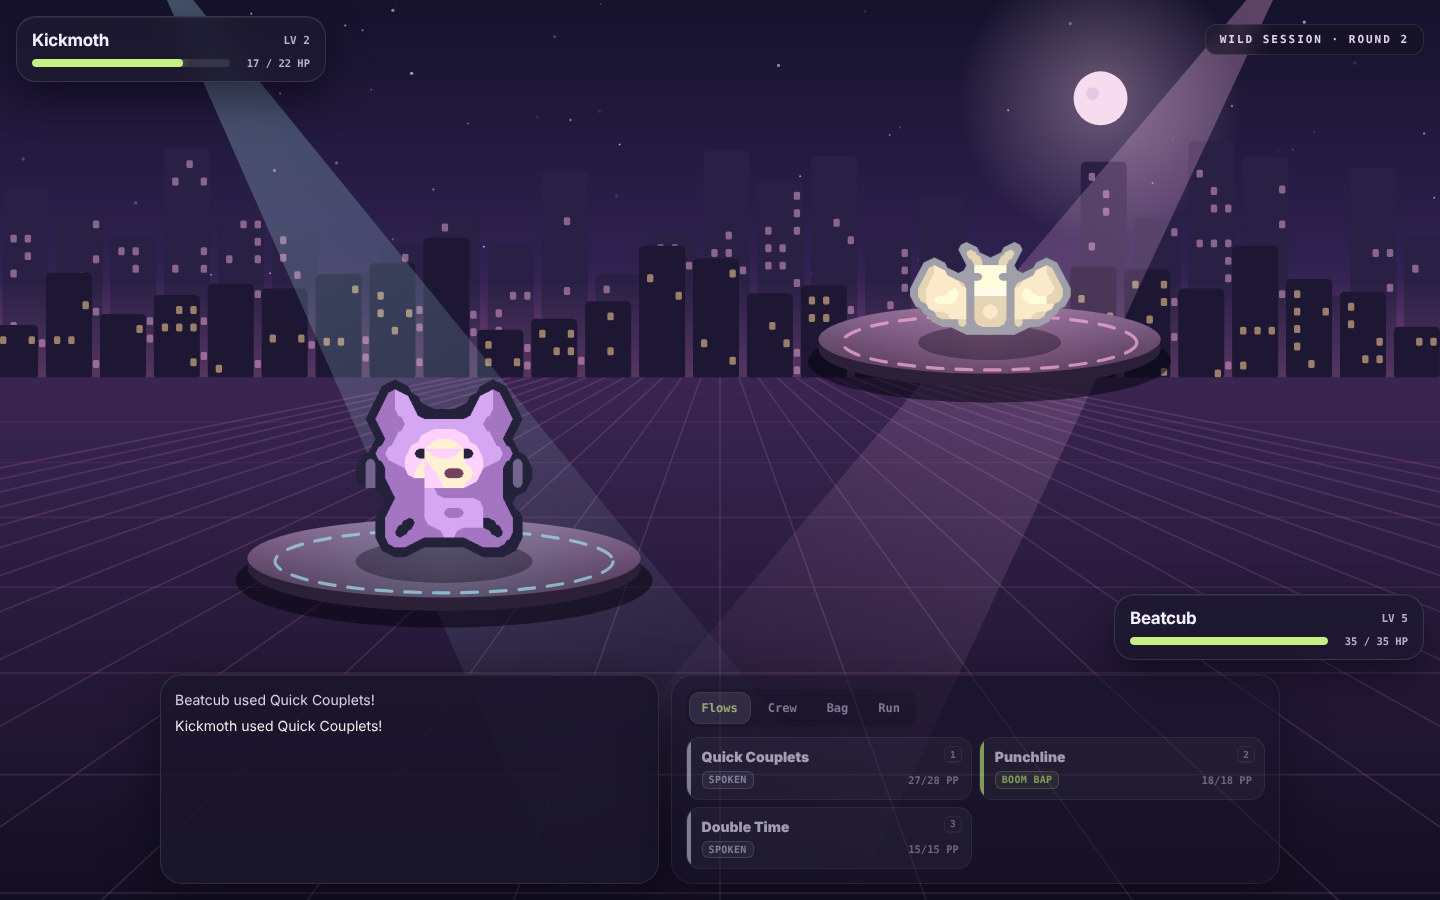 Kickmoth
LV 2
17 / 22 HP
WILD SESSION · ROUND 2
Beatcub
LV 5
35 / 35 HP
Beatcub used Quick Couplets!
Kickmoth used Quick Couplets!
Flows Crew Bag Run
Quick Couplets 1
SPOKEN 27/28 PP
Punchline 2
BOOM BAP 18/18 PP
Double Time 3
SPOKEN 15/15 PP